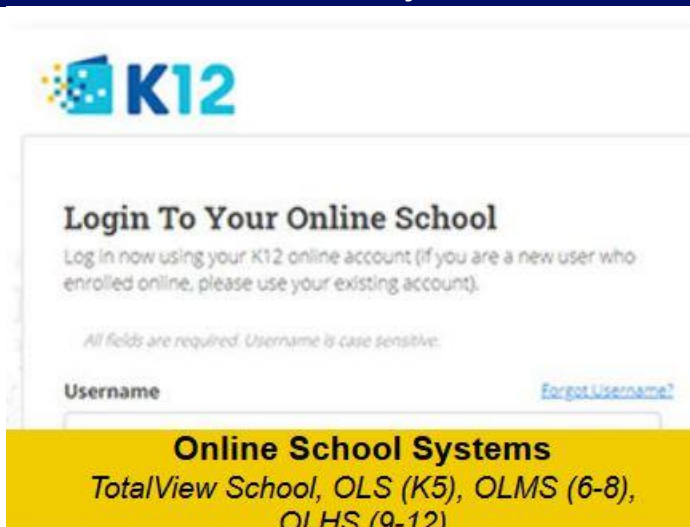 K12
Login To Your Online School
Log in now using your K12 online account (if you are a new user who
enrolled online, please use your existing account).
All fields are required. Username is case sensitive.
Username
Forgot Username?
Online School Systems
TotalView School, OLS (K5), OLMS (6-8),
OLHS (9-12)